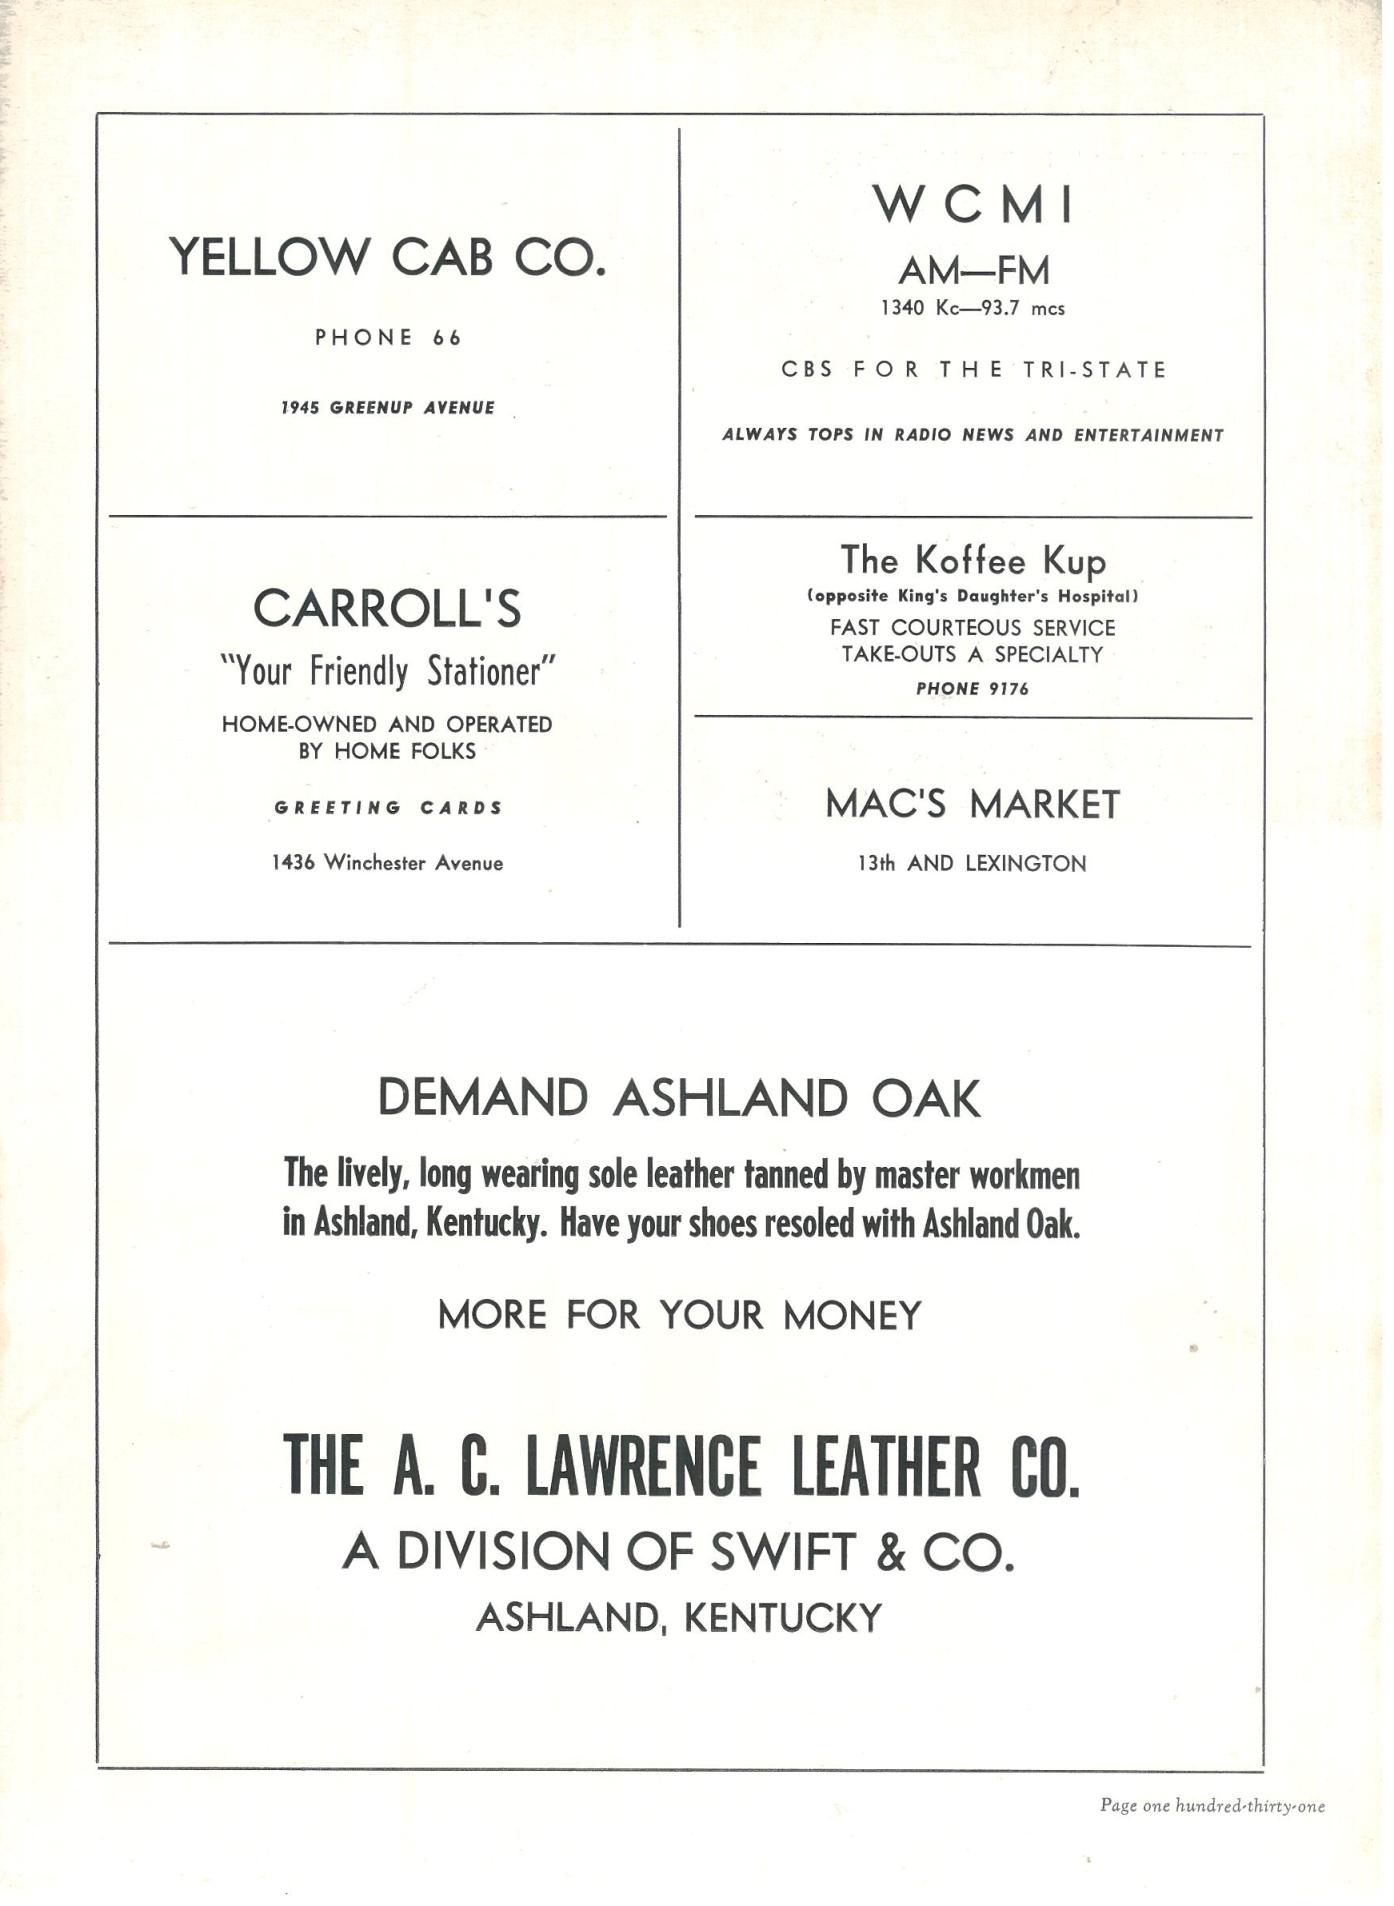 YELLOW CAB CO.
PHONE 66
1945 GREENUP AVENUE
WCMI
AM—FM
1340 Kc—93.7 mcs
CBS FOR THE TRI-STATE
ALWAYS TOPS IN RADIO NEWS AND ENTERTAINMENT
CARROLL'S
"Your Friendly Stationer"
HOME-OWNED AND OPERATED
BY HOME FOLKS
GREETING CARDS
1436 Winchester Avenue
The Koffee Kup
(opposite King's Daughter's Hospital)
FAST COURTEOUS SERVICE
TAKE-OUTS A SPECIALTY
PHONE 9176
MAC'S MARKET
13th AND LEXINGTON
DEMAND ASHLAND OAK
The lively, long wearing sole leather tanned by master workmen
in Ashland, Kentucky. Have your shoes resoled with Ashland Oak.
MORE FOR YOUR MONEY
THE A. C. LAWRENCE LEATHER CO.
A DIVISION OF SWIFT & CO.
ASHLAND, KENTUCKY
Page one hundred-thirty-one